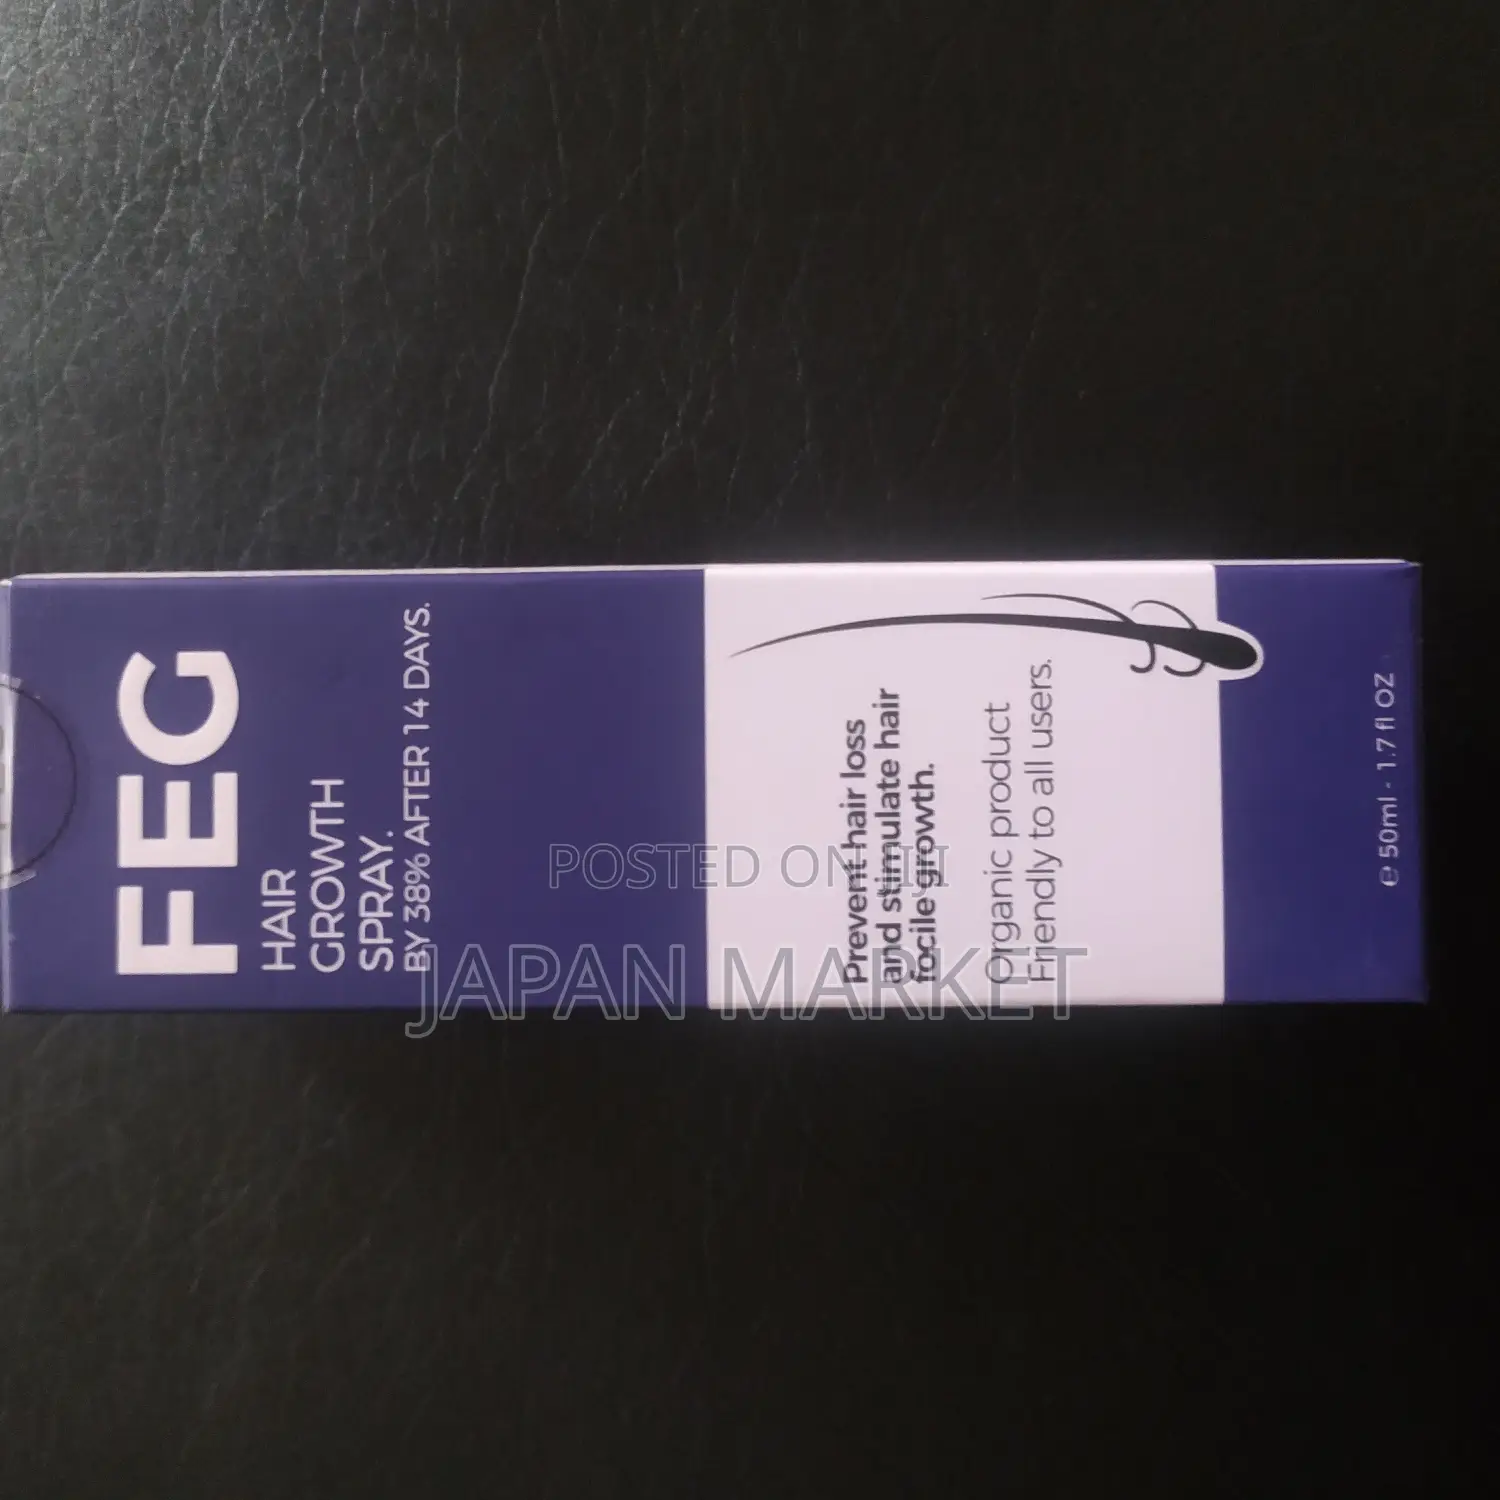 FEG
HAIR
GROWTH
SPRAY.
BY 38% AFTER 14 DAYS.
Prevent hair loss
and stimulate hair
focile growth.
Organic product
Friendly to all users.
e 50ml - 1.7 fl OZ
POSTED ON JIJI
JAPAN MARKET